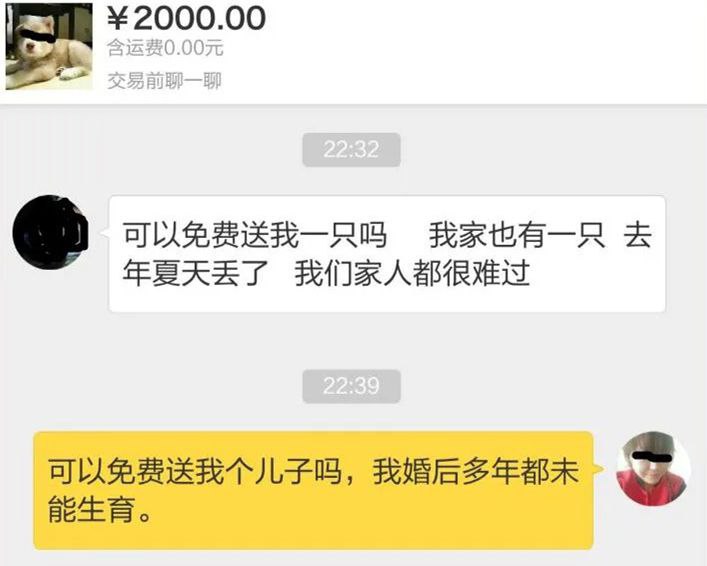 ¥2000.00
含运费0.00元
交易前聊一聊
22:32
可以免费送我一只吗 我家也有一只 去
年夏天丢了 我们家人都很难过
22:39
可以免费送我个儿子吗，我婚后多年都未
能生育。